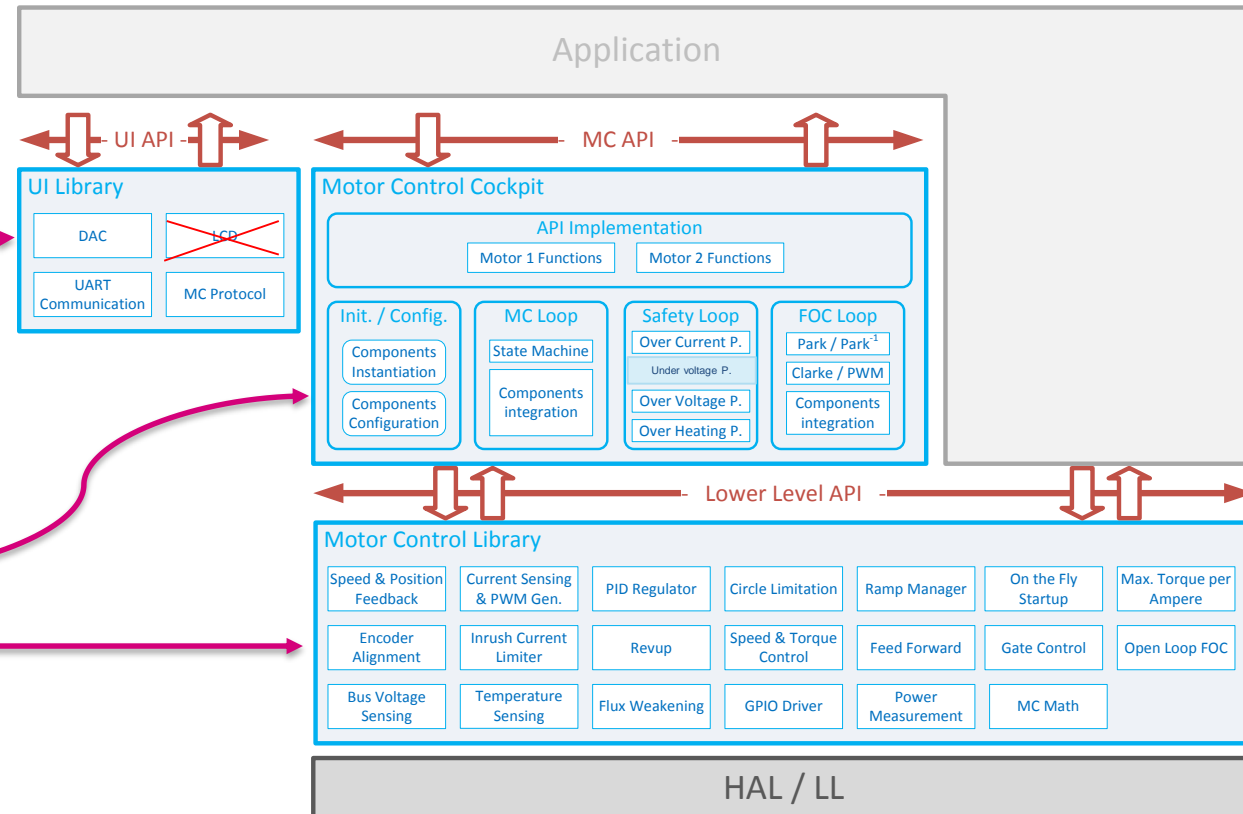 Application
- UI API -
- MC API -
UI Library
DAC
LCD
UART
Communication
MC Protocol
Motor Control Cockpit
API Implementation
Motor 1 Functions
Motor 2 Functions
Init. / Config.
Components
Instantiation
Components
Configuration
MC Loop
State Machine
Components
integration
Safety Loop
Over Current P.
Under voltage P.
Over Voltage P.
Over Heating P.
FOC Loop
Park / Park-1
Clarke / PWM
Components
integration
- Lower Level API -
Motor Control Library
Speed & Position
Feedback
Current Sensing
& PWM Gen.
PID Regulator
Circle Limitation
Ramp Manager
On the Fly
Startup
Max. Torque per
Ampere
Encoder
Alignment
Inrush Current
Limiter
Revup
Speed & Torque
Control
Feed Forward
Gate Control
Open Loop FOC
Bus Voltage
Sensing
Temperature
Sensing
Flux Weakening
GPIO Driver
Power
Measurement
MC Math
HAL / LL